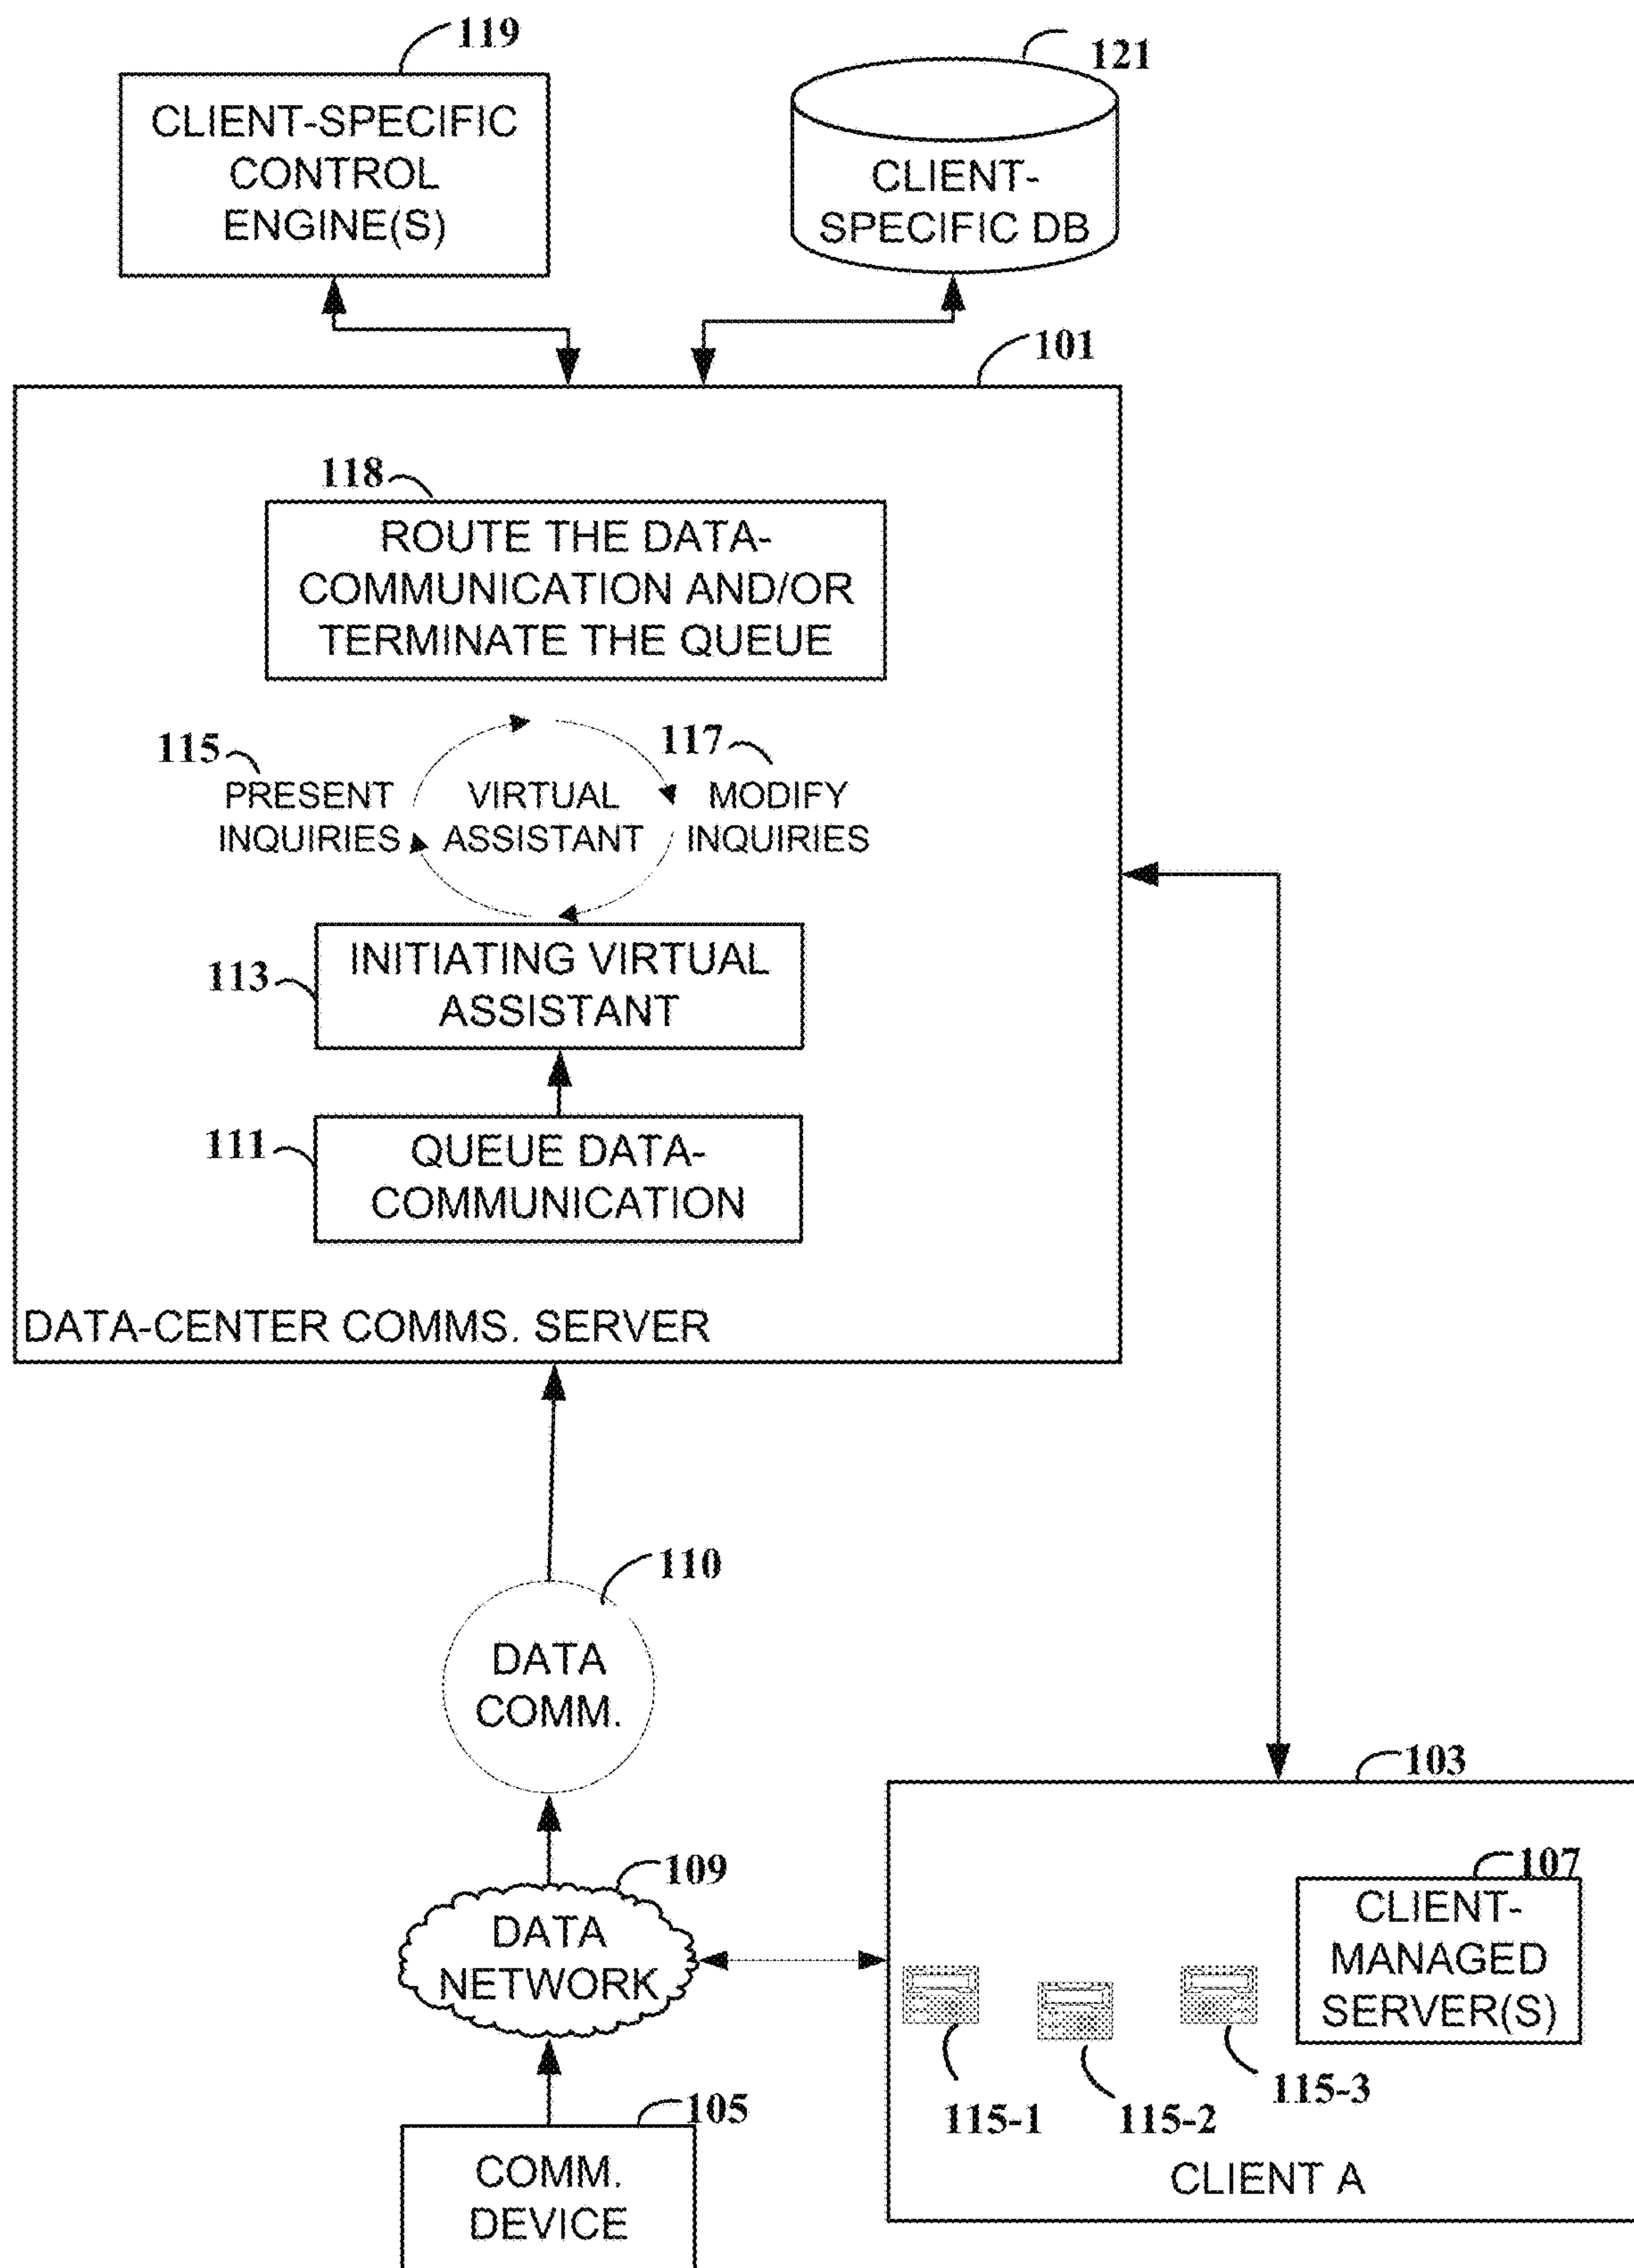 119
121
CLIENT-SPECIFIC
CONTROL
ENGINE(S)
CLIENT-
SPECIFIC DB
101
118
ROUTE THE DATA-
COMMUNICATION AND/OR
TERMINATE THE QUEUE
115
117
PRESENT
INQUIRIES
VIRTUAL
ASSISTANT
MODIFY
INQUIRIES
113
INITIATING VIRTUAL
ASSISTANT
111
QUEUE DATA-
COMMUNICATION
DATA-CENTER COMMS. SERVER
110
DATA
COMM.
103
109
DATA
NETWORK
107
CLIENT-
MANAGED
SERVER(S)
115-1
115-2
115-3
CLIENT A
105
COMM.
DEVICE